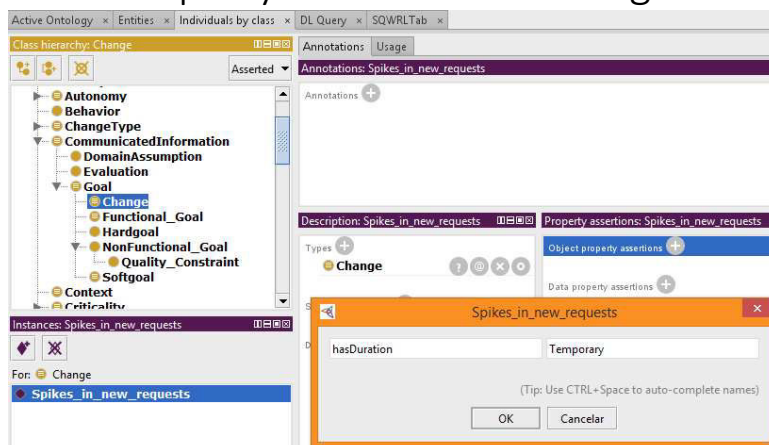 Active Ontology × Entities × Individuals by class × DL Query × SQWRLTab ×
Class hierarchy: Change
Asserted
Autonomy
Behavior
ChangeType
CommunicatedInformation
DomainAssumption
Evaluation
Goal
Change
Functional_Goal
Hardgoal
NonFunctional_Goal
Quality_Constraint
Softgoal
Context
Criticality
Instances: Spikes_in_new_requests
For: Change
Spikes_in_new_requests
Annotations Usage
Annotations: Spikes_in_new_requests
Annotations
Description: Spikes_in_new_requests
Types
Change
Property assertions: Spikes_in_new_requests
Object property assertions
Data property assertions
Spikes_in_new_requests
hasDuration Temporary
(Tip: Use CTRL+Space to auto-complete names)
OK Cancelar